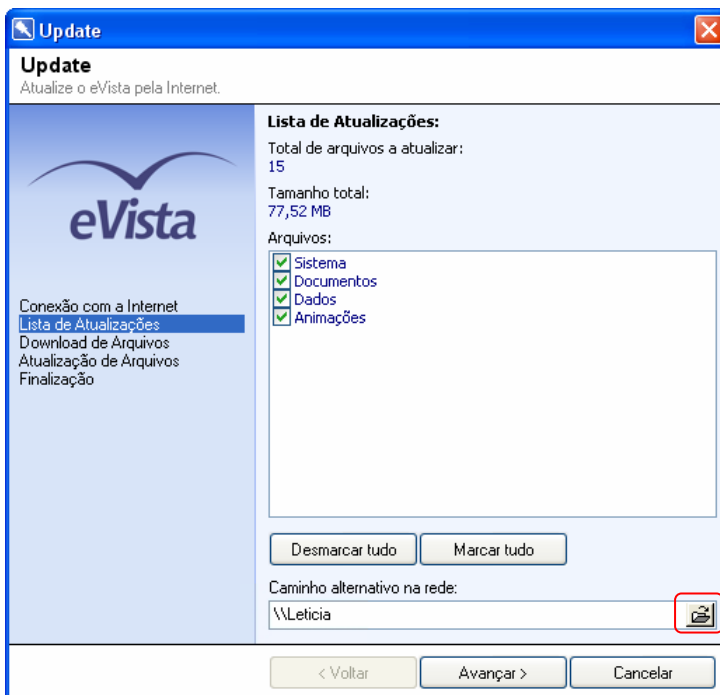 Update
Update
Atualize o eVista pela Internet.
eVista
Conexão com a Internet
Lista de Atualizações
Download de Arquivos
Atualização de Arquivos
Finalização
Lista de Atualizações:
Total de arquivos a atualizar:
15
Tamanho total:
77,52 MB
Arquivos:
Sistema
Documentos
Dados
Animações
Desmarcar tudo
Marcar tudo
Caminho alternativo na rede:
\\Leticia
< Voltar
Avançar >
Cancelar